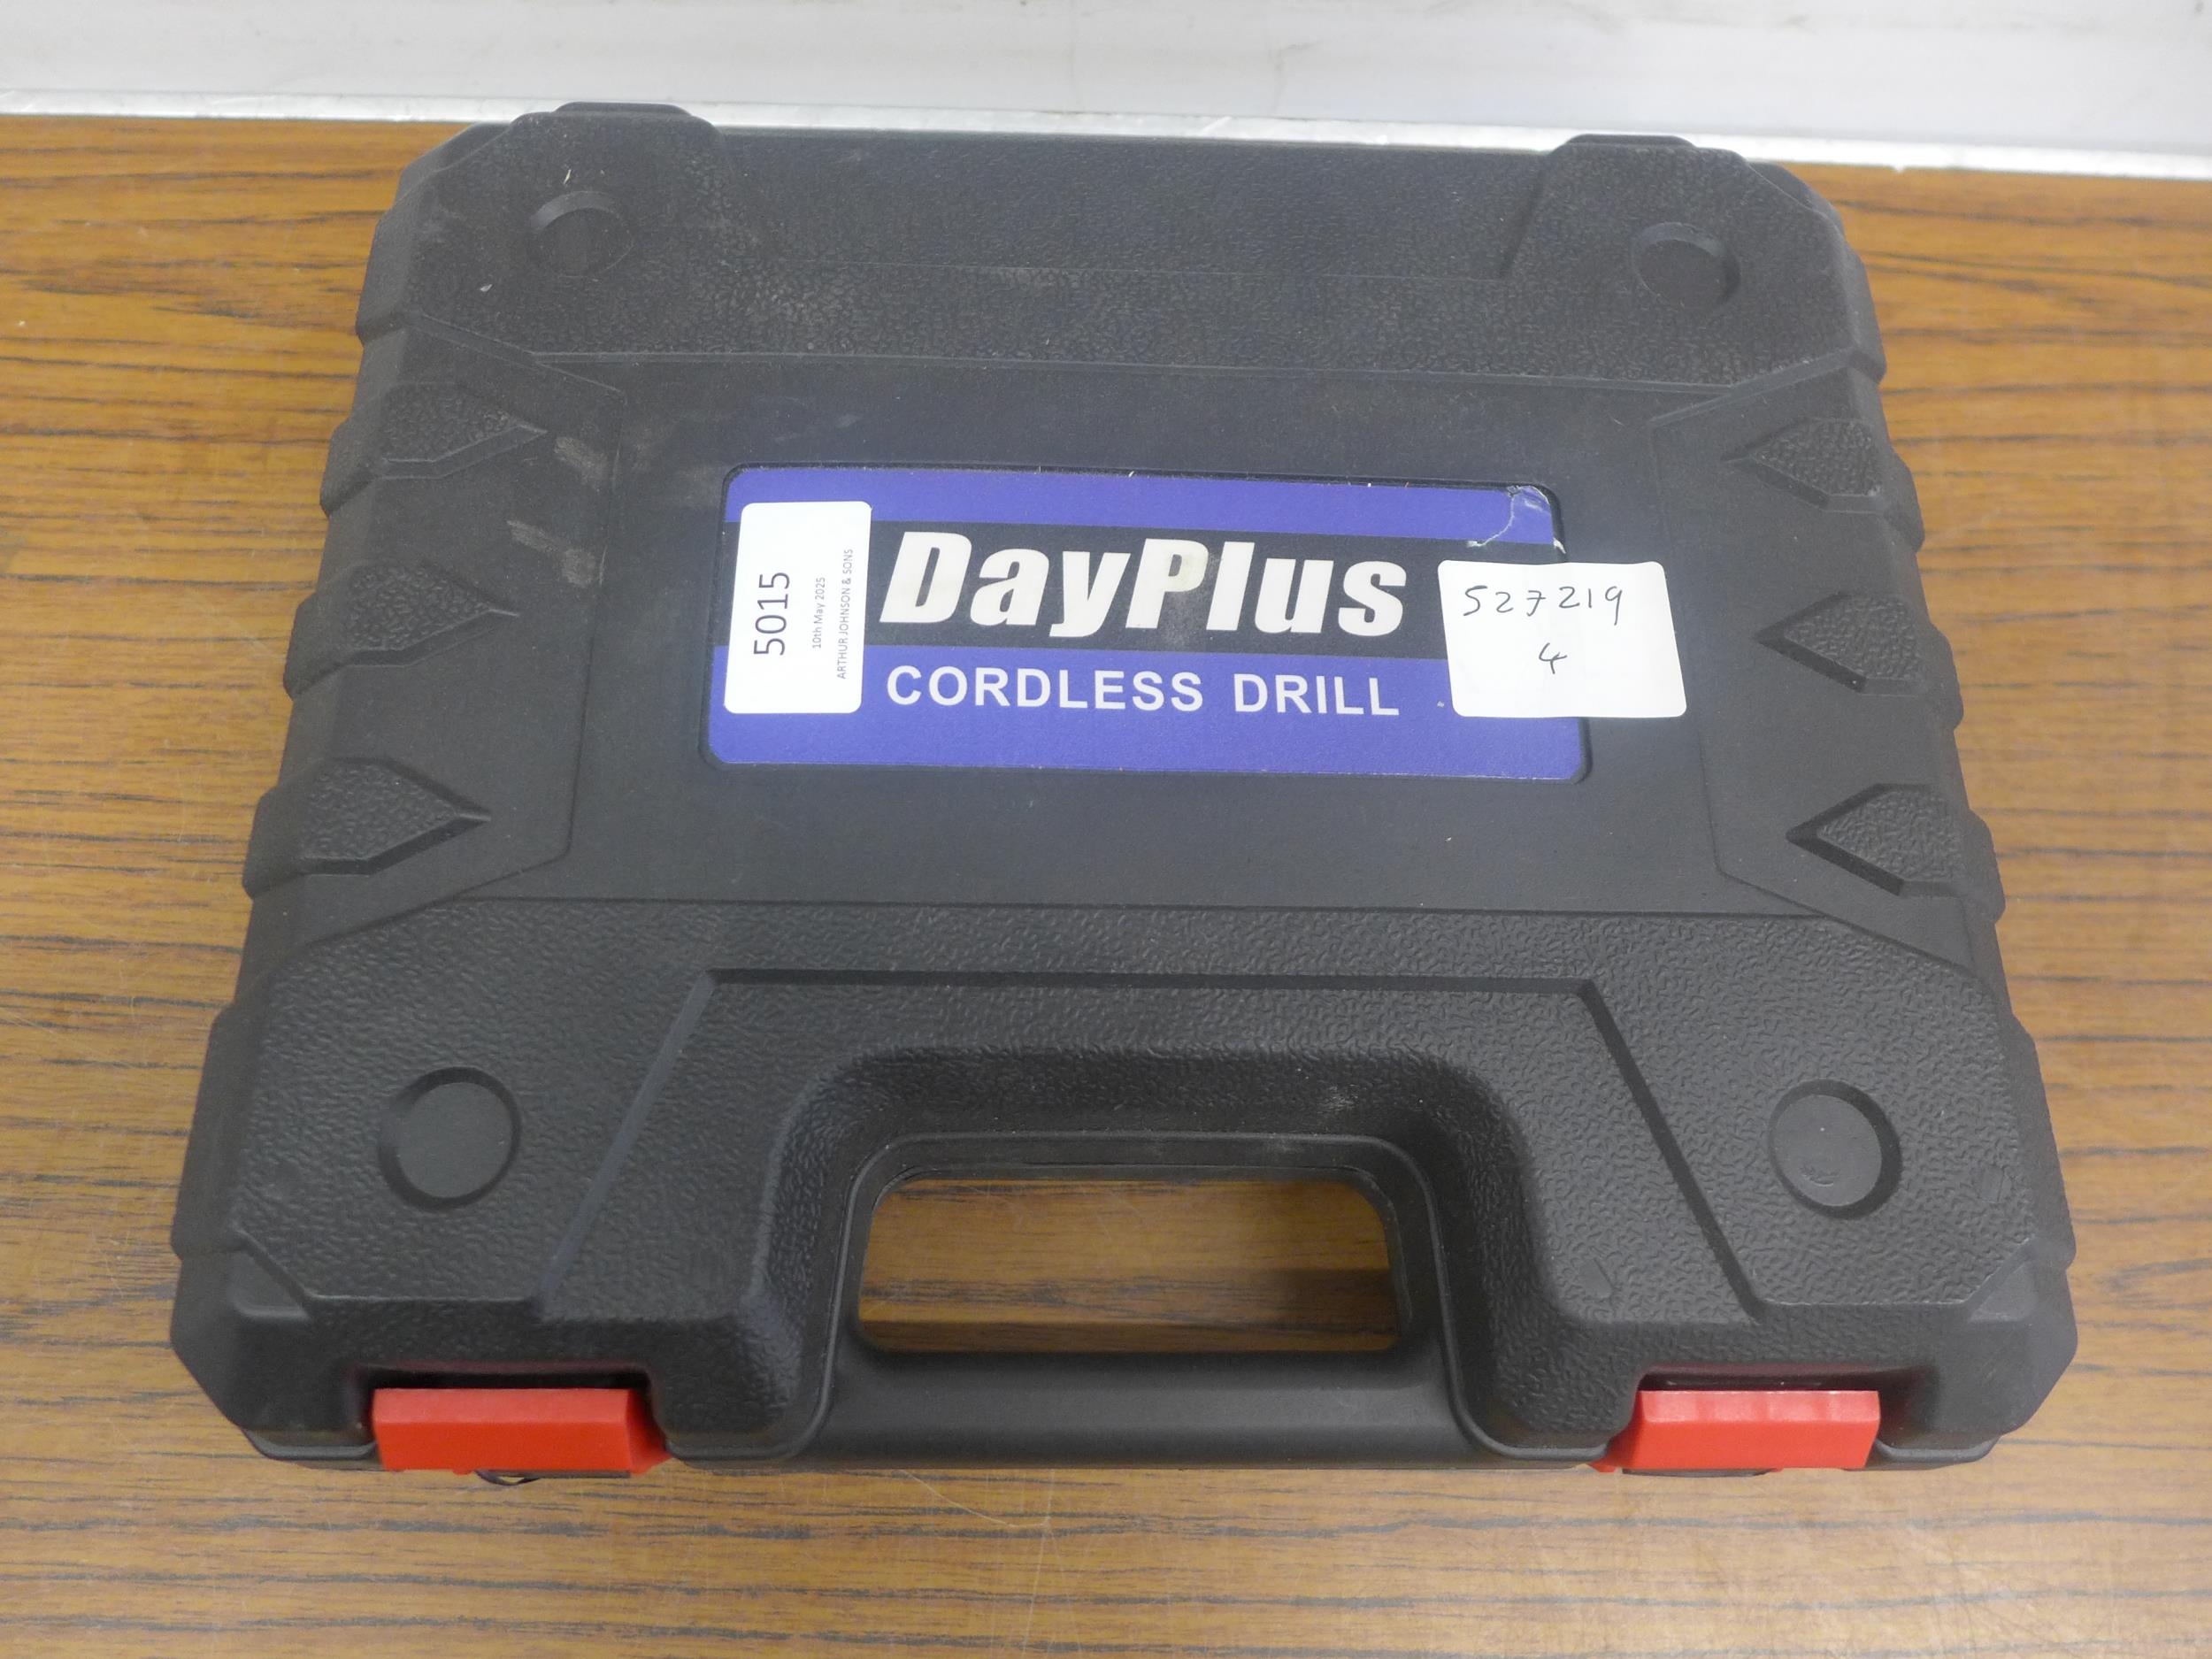 5015
10th May 2025
ARTHUR JOHNSON & SONS
DayPlus
CORDLESS DRILL
527219
4